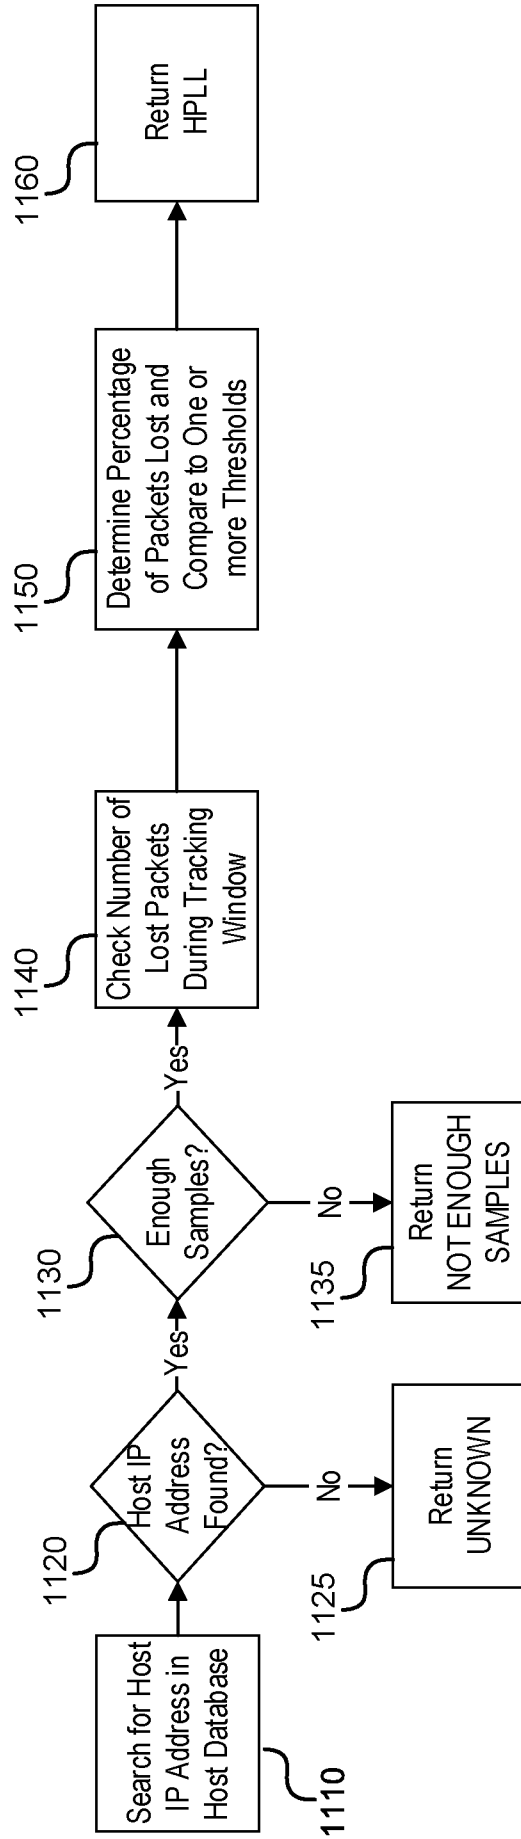 1110
Search for Host
IP Address in
Host Database
1120
Host IP
Address
Found?
No
1125
Return
UNKNOWN
Yes
1130
Enough
Samples?
No
1135
Return
NOT ENOUGH
SAMPLES
Yes
1140
Check Number of
Lost Packets
During Tracking
Window
1150
Determine Percentage
of Packets Lost and
Compare to One or
more Thresholds
1160
Return
HPLL